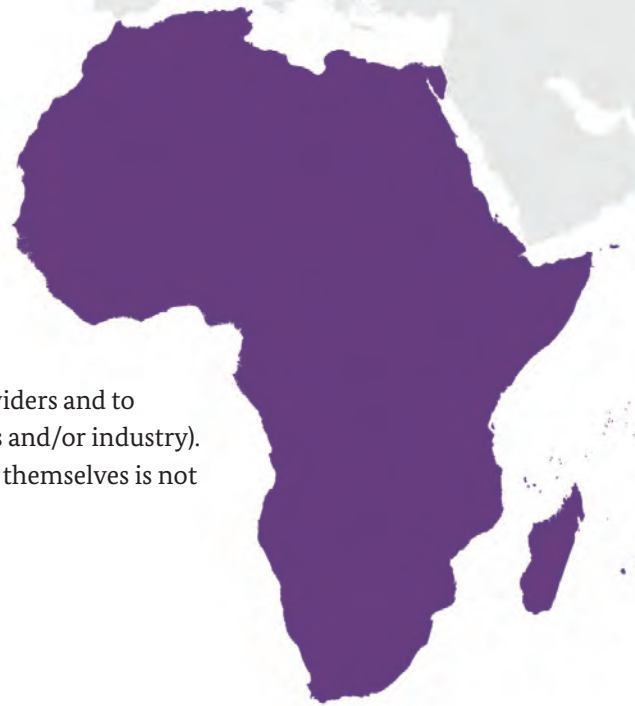 viders and to
s and/or industry).
themselves is not